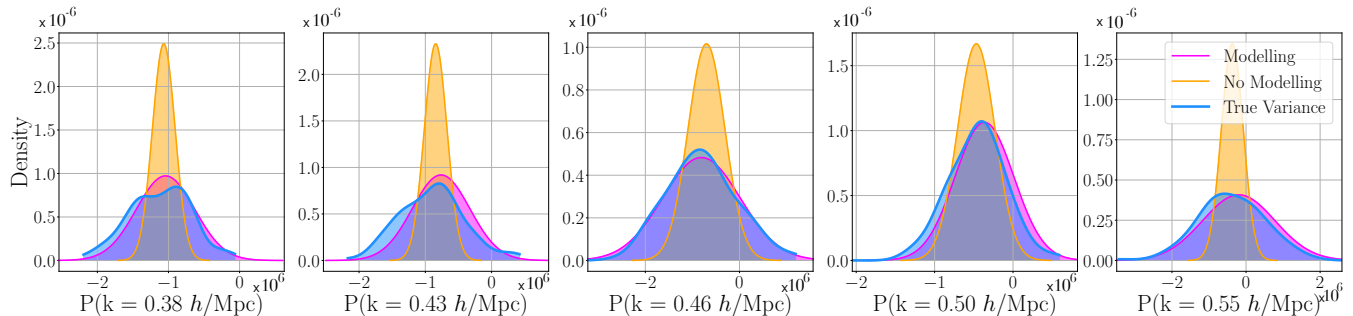 ×10⁻⁶ ×10⁻⁶ ×10⁻⁶ ×10⁻⁶ ×10⁻⁶
Density
2.5
2.0
1.5
1.0
0.5
0.0
−2 −1 0 ×10⁶
P(k = 0.38 h/Mpc)
2.0
1.5
1.0
0.5
0.0
−2 −1 0 ×10⁶
P(k = 0.43 h/Mpc)
1.0
0.8
0.6
0.4
0.2
0.0
−2 0 ×10⁶
P(k = 0.46 h/Mpc)
1.5
1.0
0.5
0.0
−2 −1 0 ×10⁶
P(k = 0.50 h/Mpc)
Modelling
No Modelling
True Variance
1.25
1.00
0.75
0.50
0.25
0.00
−2 0 2 ×10⁶
P(k = 0.55 h/Mpc)